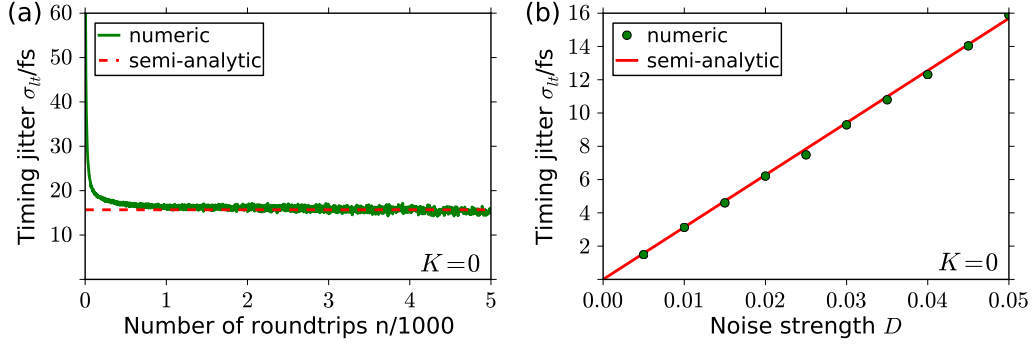 (a)
Timing jitter σlt/fs
60
50
40
30
20
10
numeric
semi-analytic
K=0
0 1 2 3 4 5
Number of roundtrips n/1000
(b)
Timing jitter σlt/fs
16
14
12
10
8
6
4
2
numeric
semi-analytic
K=0
0.00 0.01 0.02 0.03 0.04 0.05
Noise strength D